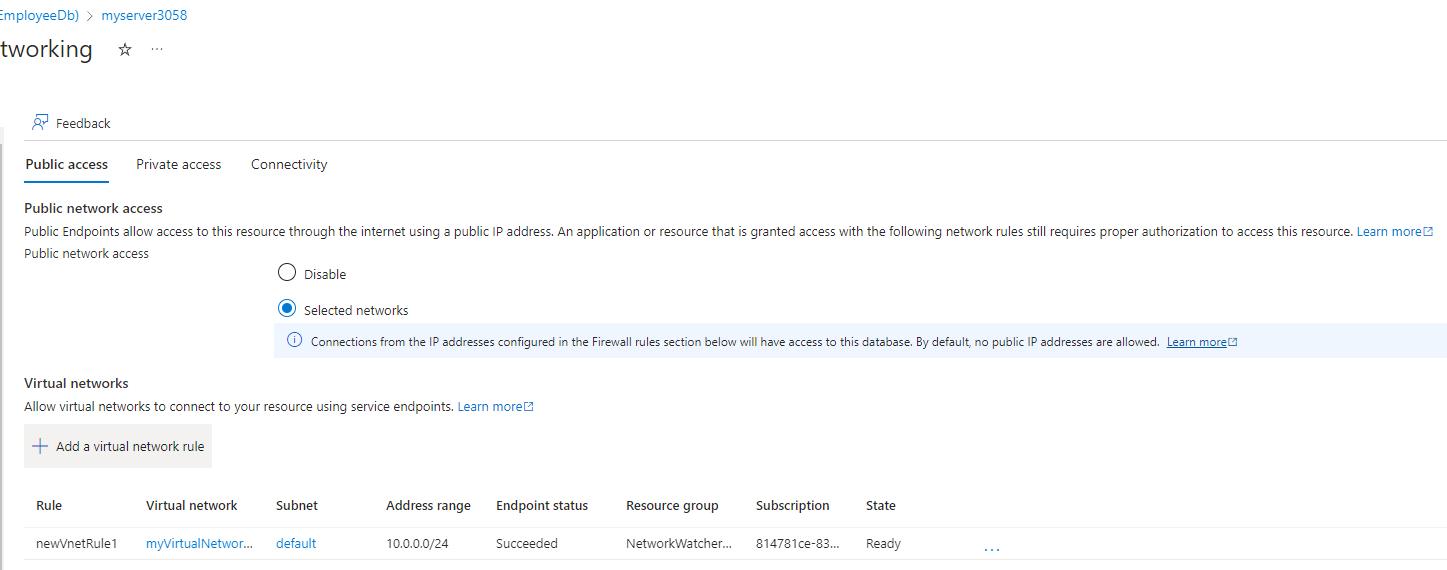 EmployeeDb) > myserver3058
tworking ☆ ...
Feedback
Public access Private access Connectivity
Public network access
Public Endpoints allow access to this resource through the internet using a public IP address. An application or resource that is granted access with the following network rules still requires proper authorization to access this resource. Learn more
Public network access
Disable
Selected networks
Connections from the IP addresses configured in the Firewall rules section below will have access to this database. By default, no public IP addresses are allowed. Learn more
Virtual networks
Allow virtual networks to connect to your resource using service endpoints. Learn more
+ Add a virtual network rule
Rule Virtual network Subnet Address range Endpoint status Resource group Subscription State
newVnetRule1 myVirtualNetwor... default 10.0.0.0/24 Succeeded NetworkWatcher... 814781ce-83... Ready ...